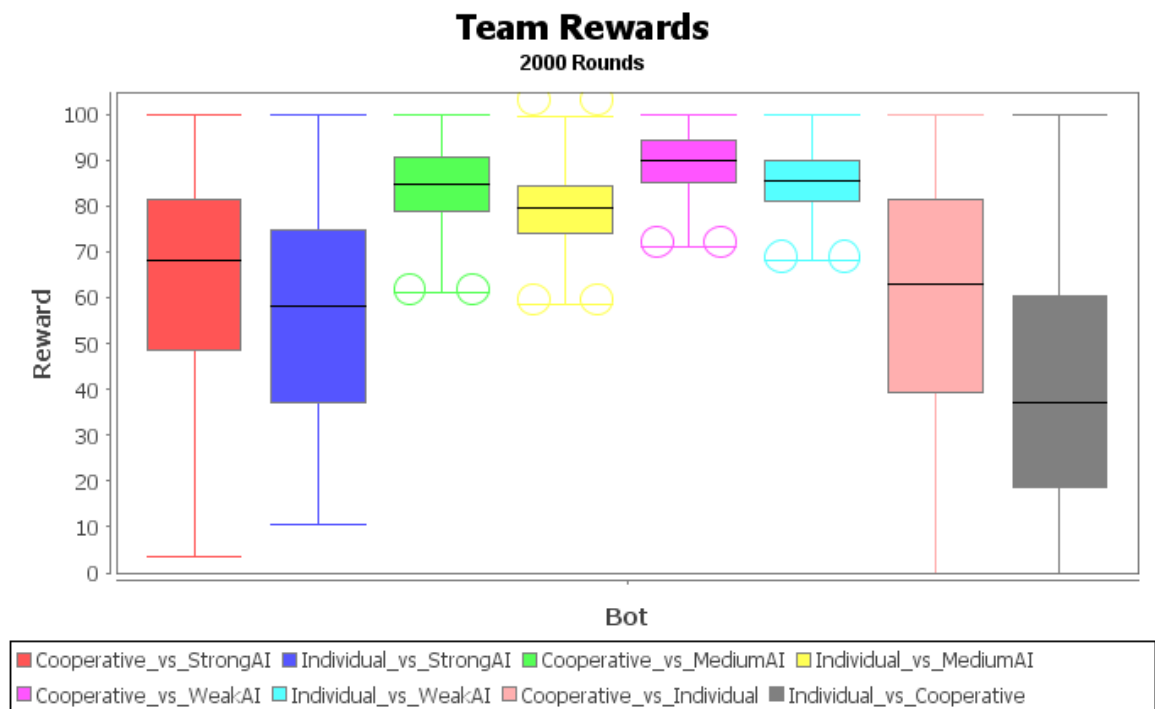 Team Rewards
2000 Rounds
100
90
80
70
60
50
40
30
20
10
0
Reward
Bot
Cooperative_vs_StrongAI Individual_vs_StrongAI Cooperative_vs_MediumAI Individual_vs_MediumAI
Cooperative_vs_WeakAI Individual_vs_WeakAI Cooperative_vs_Individual Individual_vs_Cooperative